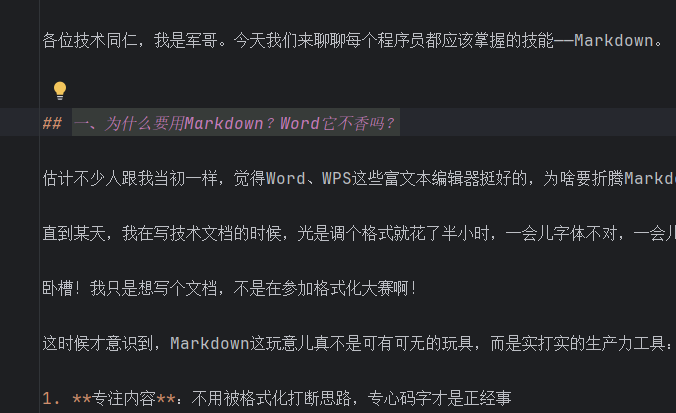 各位技术同仁，我是军哥。今天我们来聊聊每个程序员都应该掌握的技能——Markdown。
## 一、为什么要用Markdown？Word它不香吗？
估计不少人跟我当初一样，觉得Word、WPS这些富文本编辑器挺好的，为啥要折腾Markd
直到某天，我在写技术文档的时候，光是调个格式就花了半小时，一会儿字体不对，一会儿
卧槽！我只是想写个文档，不是在参加格式化大赛啊！
这时候才意识到，Markdown这玩意儿真不是可有可无的玩具，而是实打实的生产力工具：
1. **专注内容**：不用被格式化打断思路，专心码字才是正经事